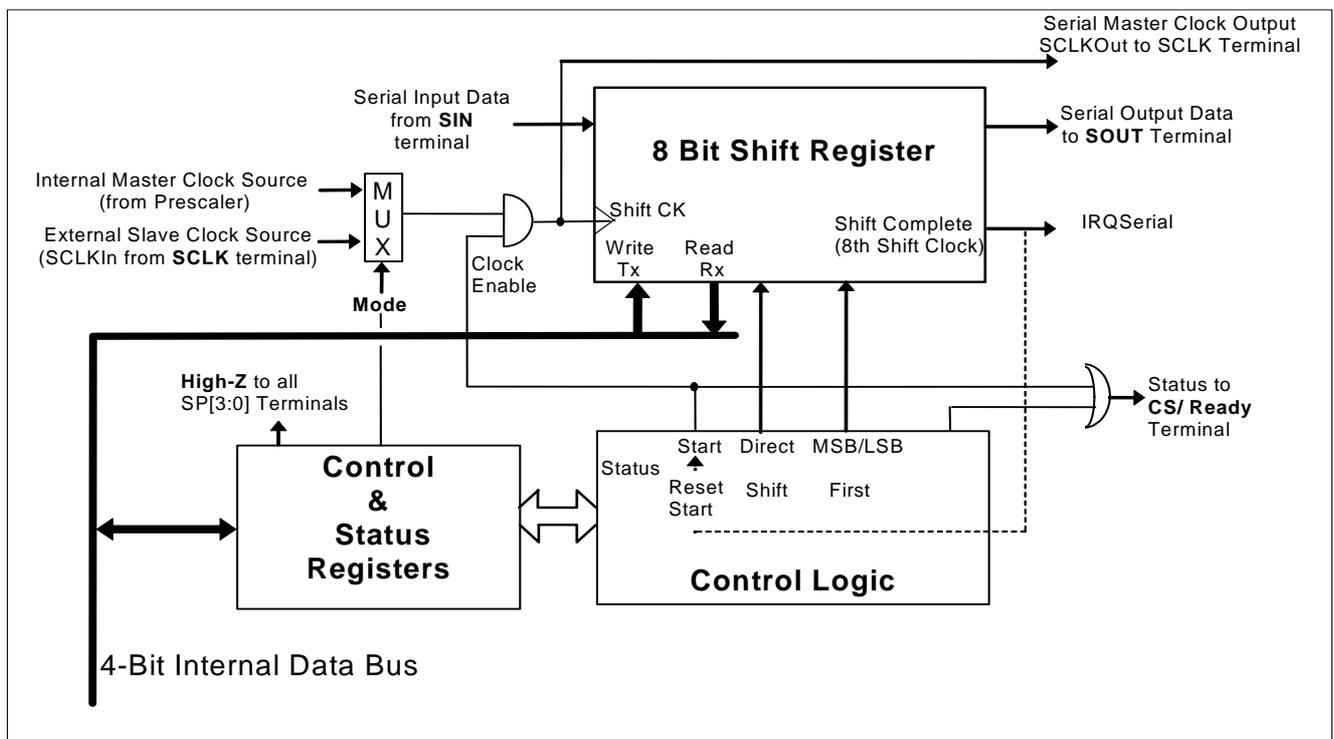 Serial Master Clock Output
SCLKOut to SCLK Terminal
Serial Input Data
from SIN
terminal
8 Bit Shift Register
Serial Output Data
to SOUT Terminal
Internal Master Clock Source
(from Prescaler)
External Slave Clock Source
(SCLKIn from SCLK terminal)
M
U
X
Mode
Clock
Enable
Shift CK
Write
Tx
Read
Rx
Shift Complete
(8th Shift Clock)
IRQSerial
High-Z to all
SP[3:0] Terminals
Status to
CS/ Ready
Terminal
Control
&
Status
Registers
Status
Start
Reset
Start
Direct
Shift
MSB/LSB
First
Control Logic
4-Bit Internal Data Bus